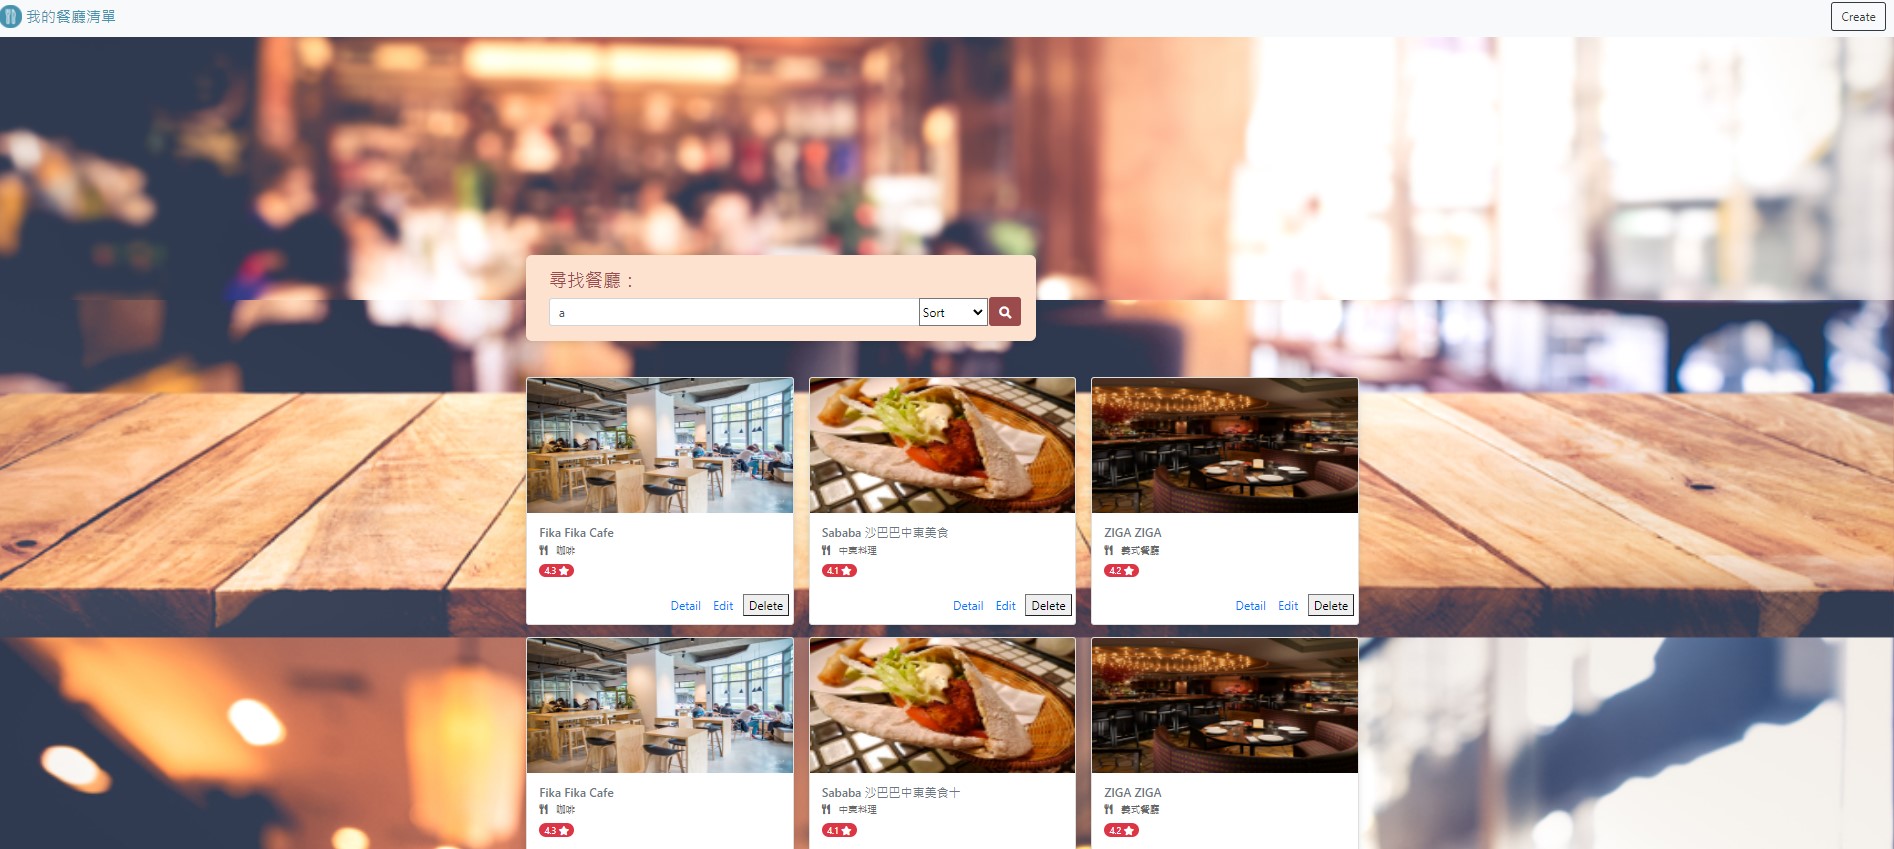 我的餐廳清單
Create
尋找餐廳：
a
Sort
Fika Fika Cafe
咖啡
4.3
Detail Edit Delete
Sababa 沙巴巴中東美食
中東料理
4.1
Detail Edit Delete
ZIGA ZIGA
義式餐廳
4.2
Detail Edit Delete
Fika Fika Cafe
咖啡
4.3
Sababa 沙巴巴中東美食十
中東料理
4.1
ZIGA ZIGA
義式餐廳
4.2